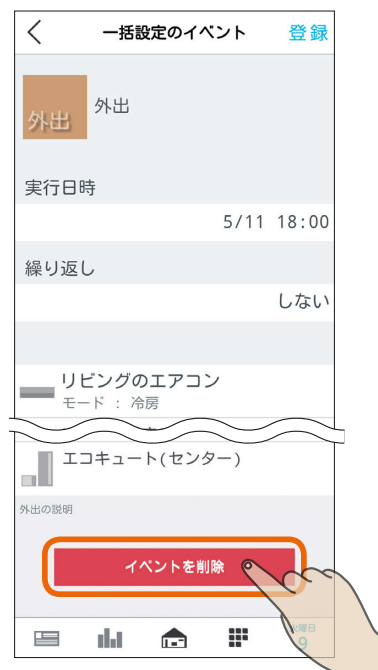 一括設定のイベント 登録
外出 外出
実行日時
5/11 18:00
繰り返し
しない
リビングのエアコン
モード : 冷房
エコキュート(センター)
外出の説明
イベントを削除
曜日
9